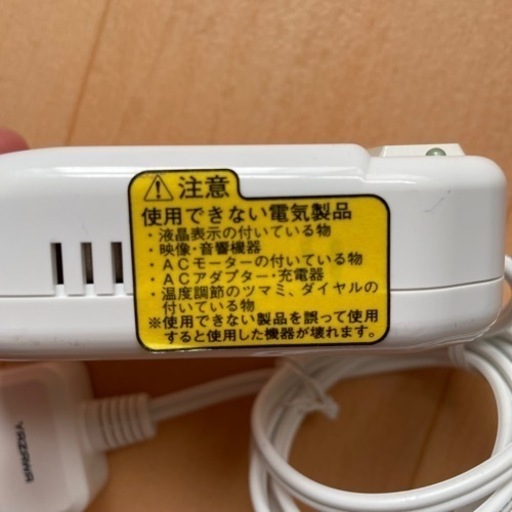 注意
使用できない電気製品
・液晶表示の付いている物
・映像・音響機器
・ACモーターの付いている物
・ACアダプター・充電器
・温度調節のツマミ、ダイヤルの
付いている物
※使用できない製品を誤って使用
すると使用した機器が壊れます。
YAZAWA